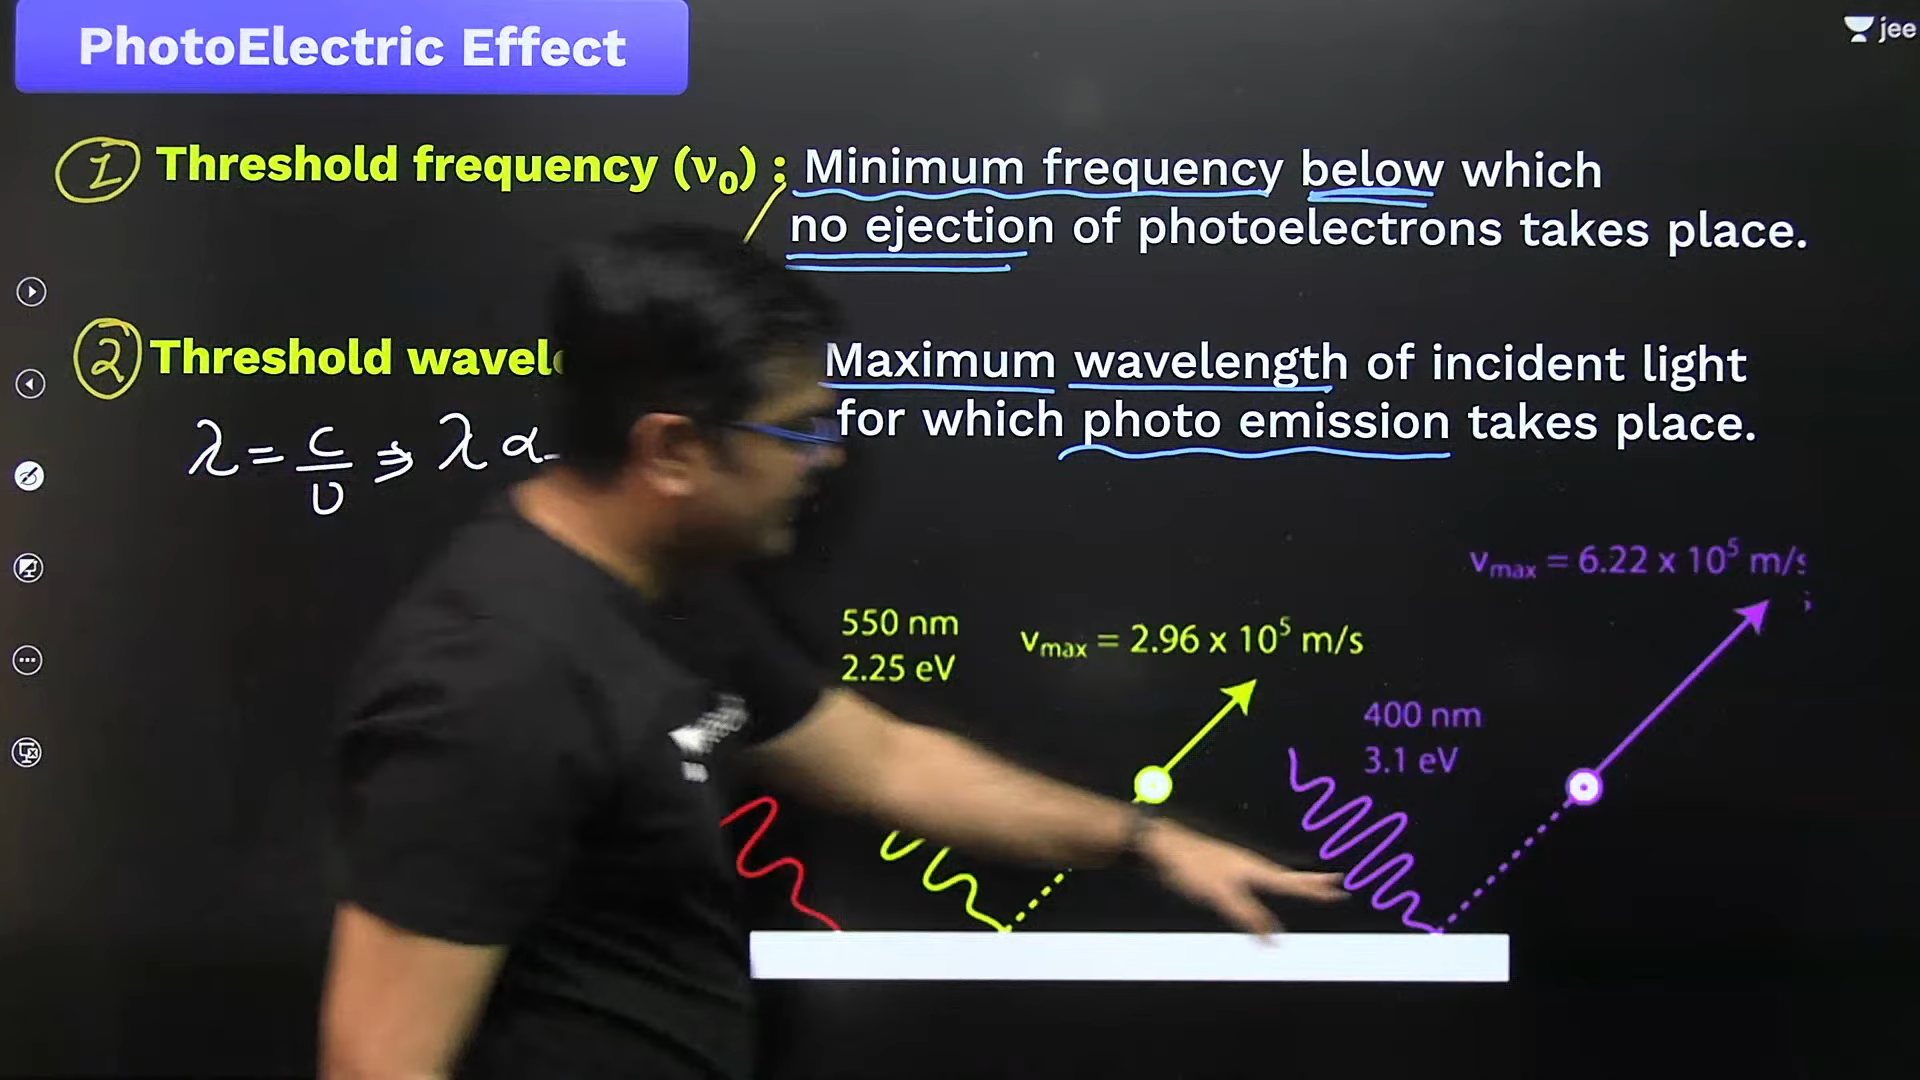 PhotoElectric Effect
jee
1 Threshold frequency (ν₀) : Minimum frequency below which
no ejection of photoelectrons takes place.
2 Threshold Maximum wavelength of incident light
for which photo emission takes place.
λ = c/υ ⇒ λ α
vmax = 6.22 x 10⁵ m/s
550 nm
2.25 eV
vmax = 2.96 x 10⁵ m/s
400 nm
3.1 eV